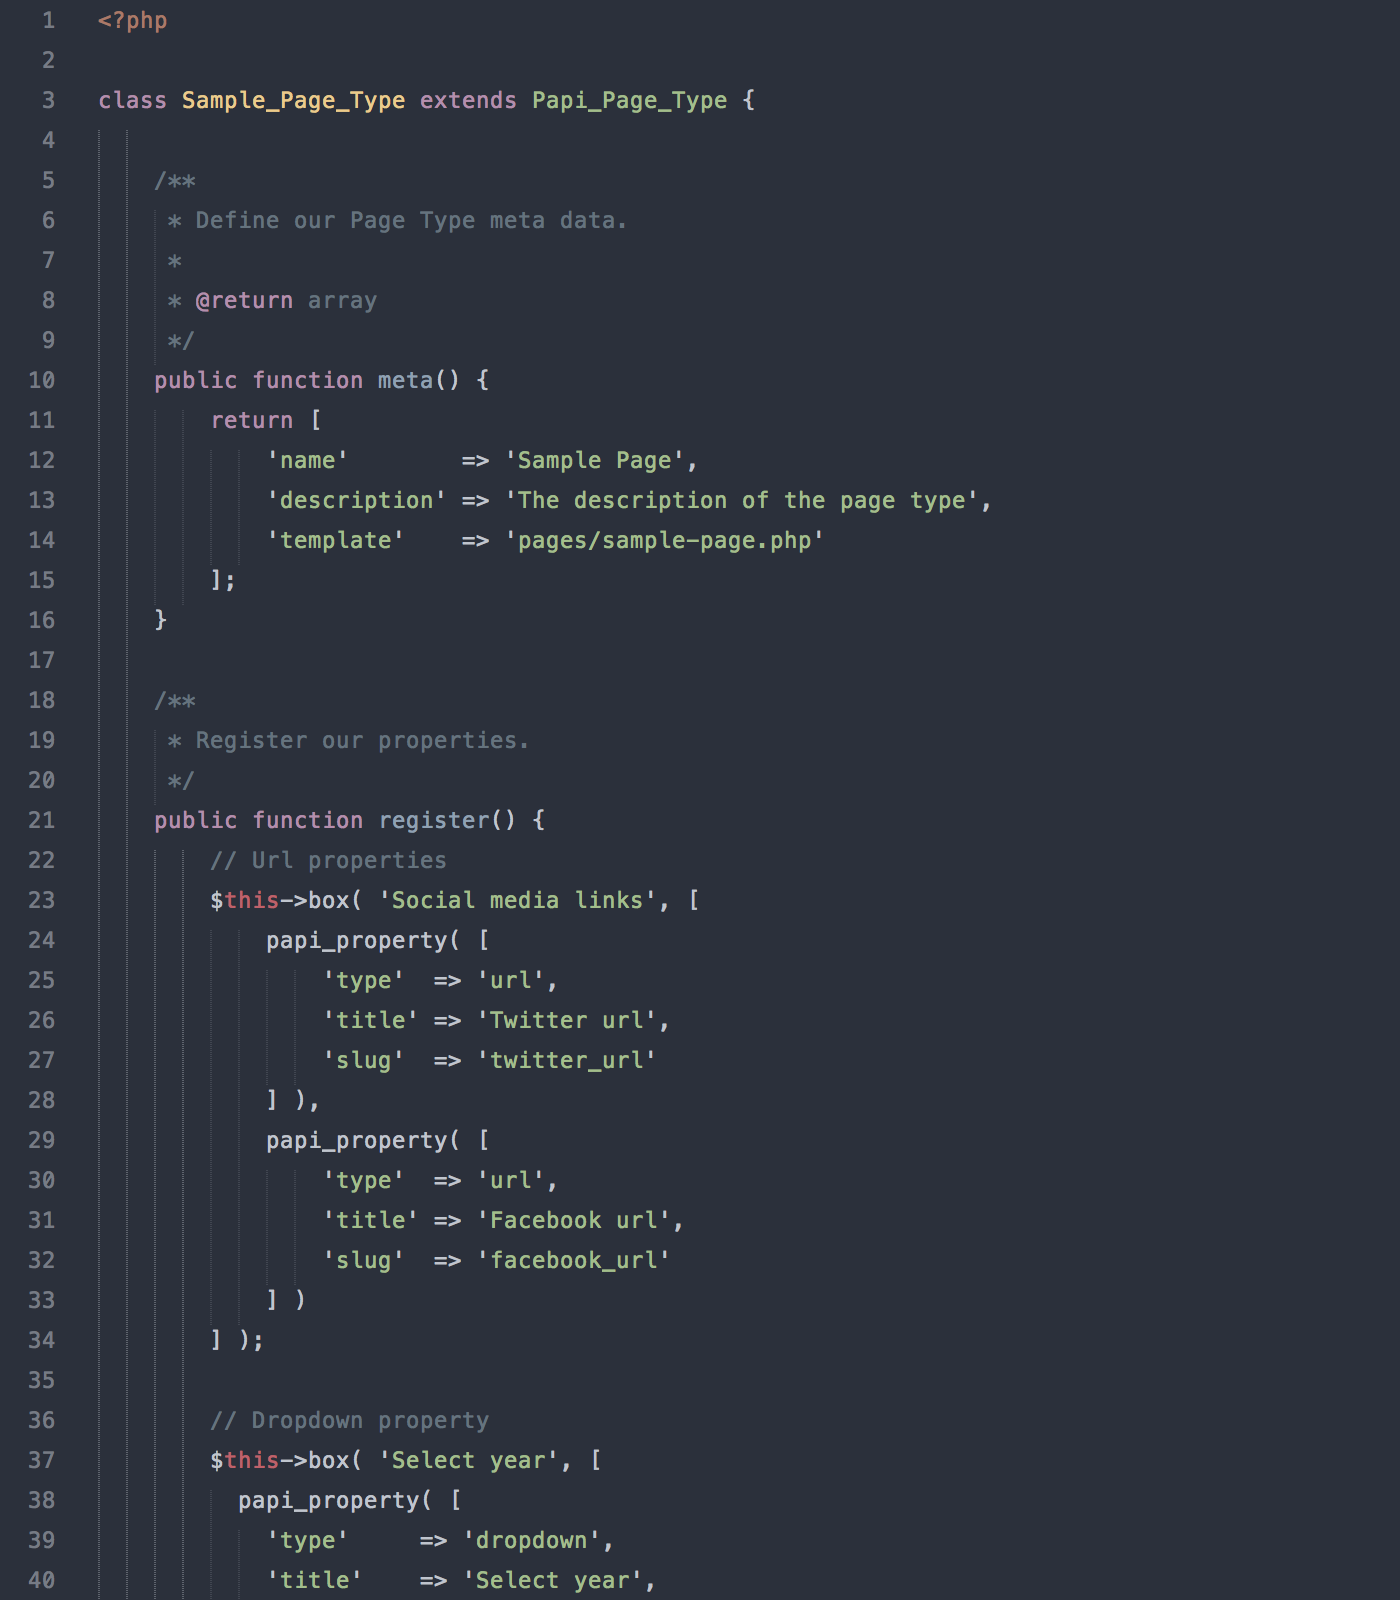 1 <?php
2
3 class Sample_Page_Type extends Papi_Page_Type {
4
5     /**
6      * Define our Page Type meta data.
7      *
8      * @return array
9      */
10     public function meta() {
11         return [
12             'name'        => 'Sample Page',
13             'description' => 'The description of the page type',
14             'template'    => 'pages/sample-page.php'
15         ];
16     }
17
18     /**
19      * Register our properties.
20      */
21     public function register() {
22         // Url properties
23         $this->box( 'Social media links', [
24             papi_property( [
25                 'type'  => 'url',
26                 'title' => 'Twitter url',
27                 'slug'  => 'twitter_url'
28             ] ),
29             papi_property( [
30                 'type'  => 'url',
31                 'title' => 'Facebook url',
32                 'slug'  => 'facebook_url'
33             ] )
34         ] );
35
36         // Dropdown property
37         $this->box( 'Select year', [
38           papi_property( [
39             'type'     => 'dropdown',
40             'title'    => 'Select year',